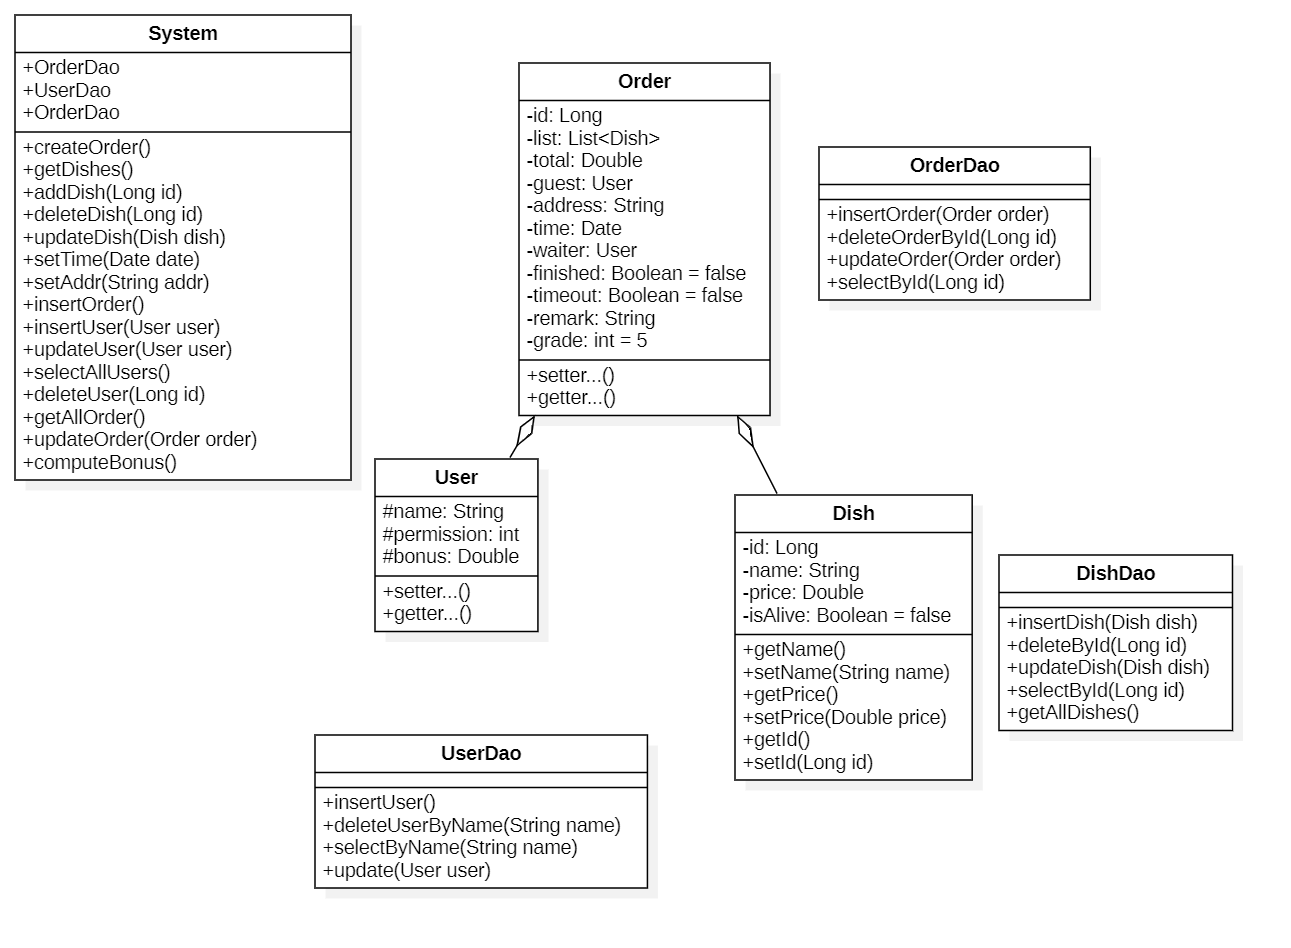 System
+OrderDao
+UserDao
+OrderDao
+createOrder()
+getDishes()
+addDish(Long id)
+deleteDish(Long id)
+updateDish(Dish dish)
+setTime(Date date)
+setAddr(String addr)
+insertOrder()
+insertUser(User user)
+updateUser(User user)
+selectAllUsers()
+deleteUser(Long id)
+getAllOrder()
+updateOrder(Order order)
+computeBonus()
Order
-id: Long
-list: List<Dish>
-total: Double
-guest: User
-address: String
-time: Date
-waiter: User
-finished: Boolean = false
-timeout: Boolean = false
-remark: String
-grade: int = 5
+setter...()
+getter...()
OrderDao
+insertOrder(Order order)
+deleteOrderById(Long id)
+updateOrder(Order order)
+selectById(Long id)
User
#name: String
#permission: int
#bonus: Double
+setter...()
+getter...()
Dish
-id: Long
-name: String
-price: Double
-isAlive: Boolean = false
+getName()
+setName(String name)
+getPrice()
+setPrice(Double price)
+getId()
+setId(Long id)
DishDao
+insertDish(Dish dish)
+deleteById(Long id)
+updateDish(Dish dish)
+selectById(Long id)
+getAllDishes()
UserDao
+insertUser()
+deleteUserByName(String name)
+selectByName(String name)
+update(User user)